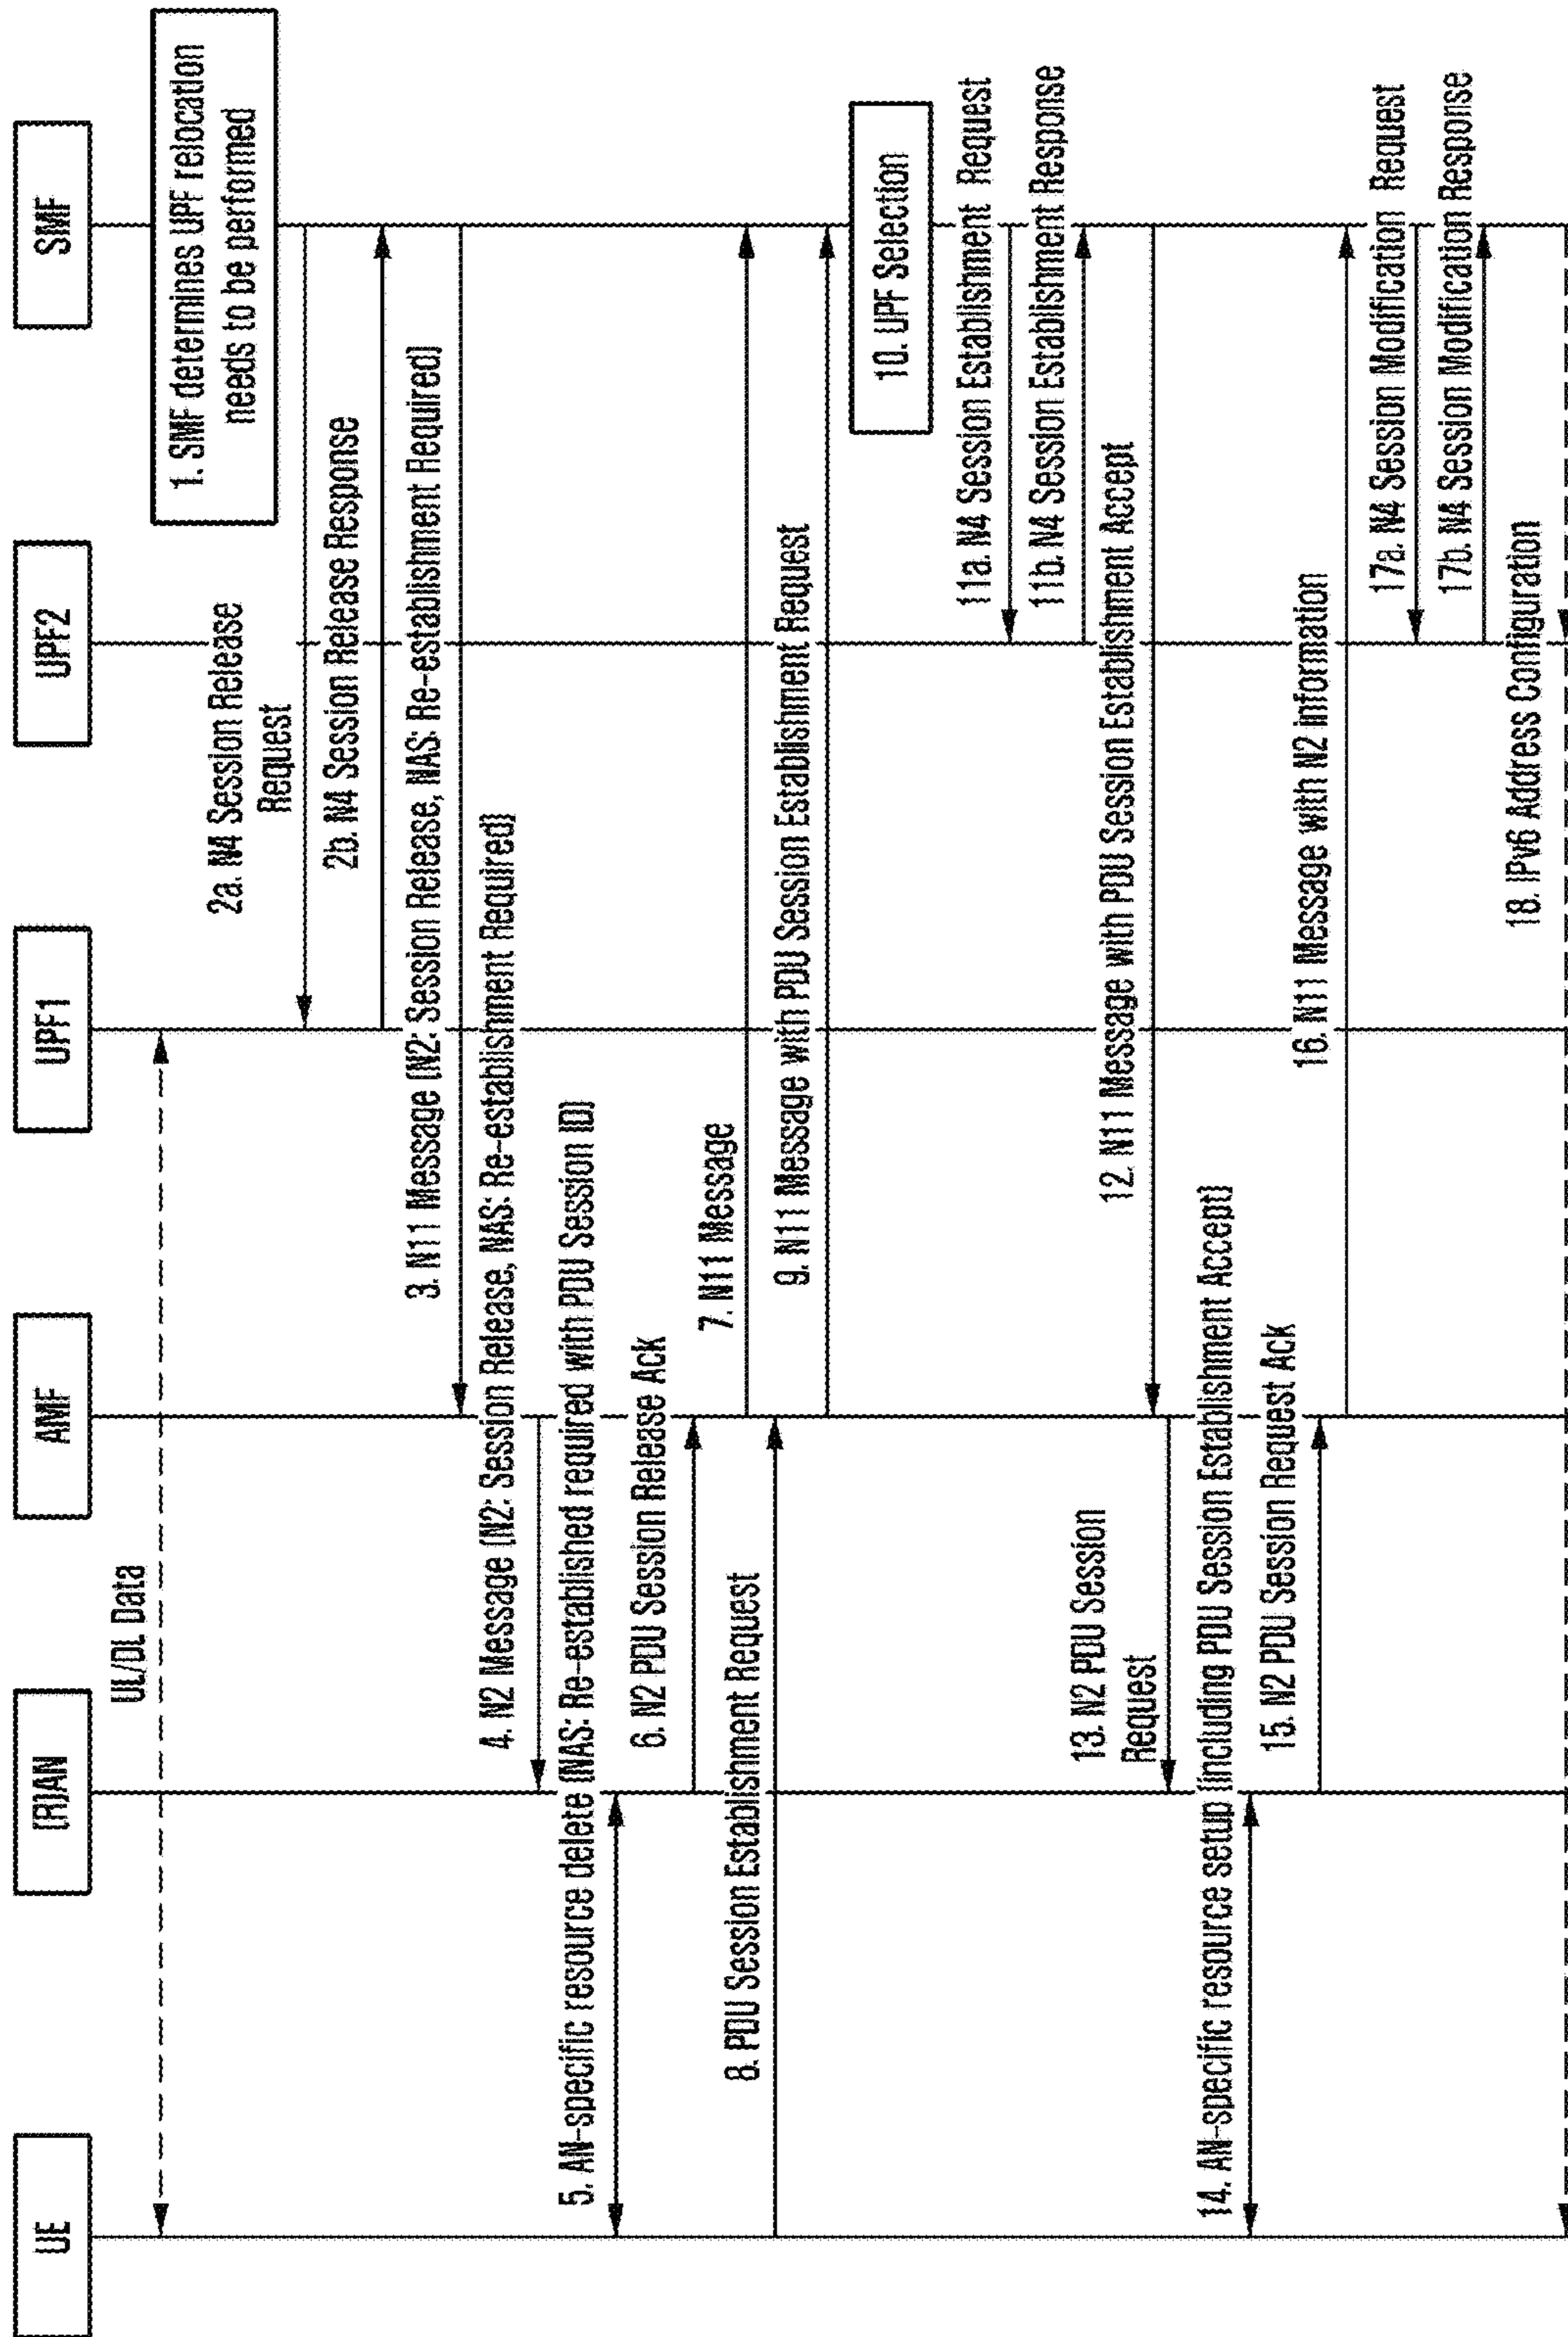 UE
[R]AN
AMF
UPF1
UPF2
SMF
UL/DL Data
1. SMF determines UPF relocation
needs to be performed
2a. N4 Session Release
Request
2b. N4 Session Release Response
3. N11 Message (N2: Session Release, NAS: Re-establishment Required)
4. N2 Message (N2: Session Release, NAS: Re-establishment Required)
5. AN-specific resource delete (NAS: Re-established required with PDU Session ID)
6. N2 PDU Session Release Ack
7. N11 Message
8. PDU Session Establishment Request
9. N11 Message with PDU Session Establishment Request
10. UPF Selection
11a. N4 Session Establishment Request
11b. N4 Session Establishment Response
12. N11 Message with PDU Session Establishment Accept
13. N2 PDU Session
Request
14. AN-specific resource setup (including PDU Session Establishment Accept)
15. N2 PDU Session Request Ack
16. N11 Message with N2 Information
17a. N4 Session Modification Request
17b. N4 Session Modification Response
18. IPv6 Address Configuration